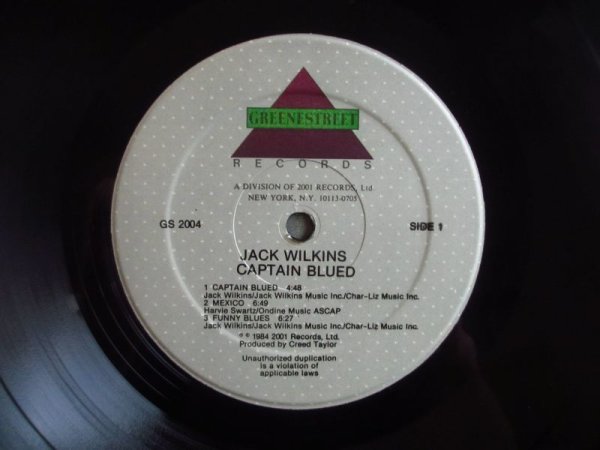 GREENESTREET
RECORDS
A DIVISION OF 2001 RECORDS, Ltd
NEW YORK, N.Y. 10113-0705
GS 2004
SIDE 1
JACK WILKINS
CAPTAIN BLUED
1 CAPTAIN BLUED 4:48
Jack Wilkins/Jack Wilkins Music Inc./Char-Liz Music Inc.
2 MEXICO 6:49
Harvie Swartz/Ondine Music ASCAP
3 FUNNY BLUES 6:27
Jack Wilkins/Jack Wilkins Music Inc./Char-Liz Music Inc.
℗ © 1984 2001 Records, Ltd.
Produced by Creed Taylor
Unauthorized duplication
is a violation of
applicable laws